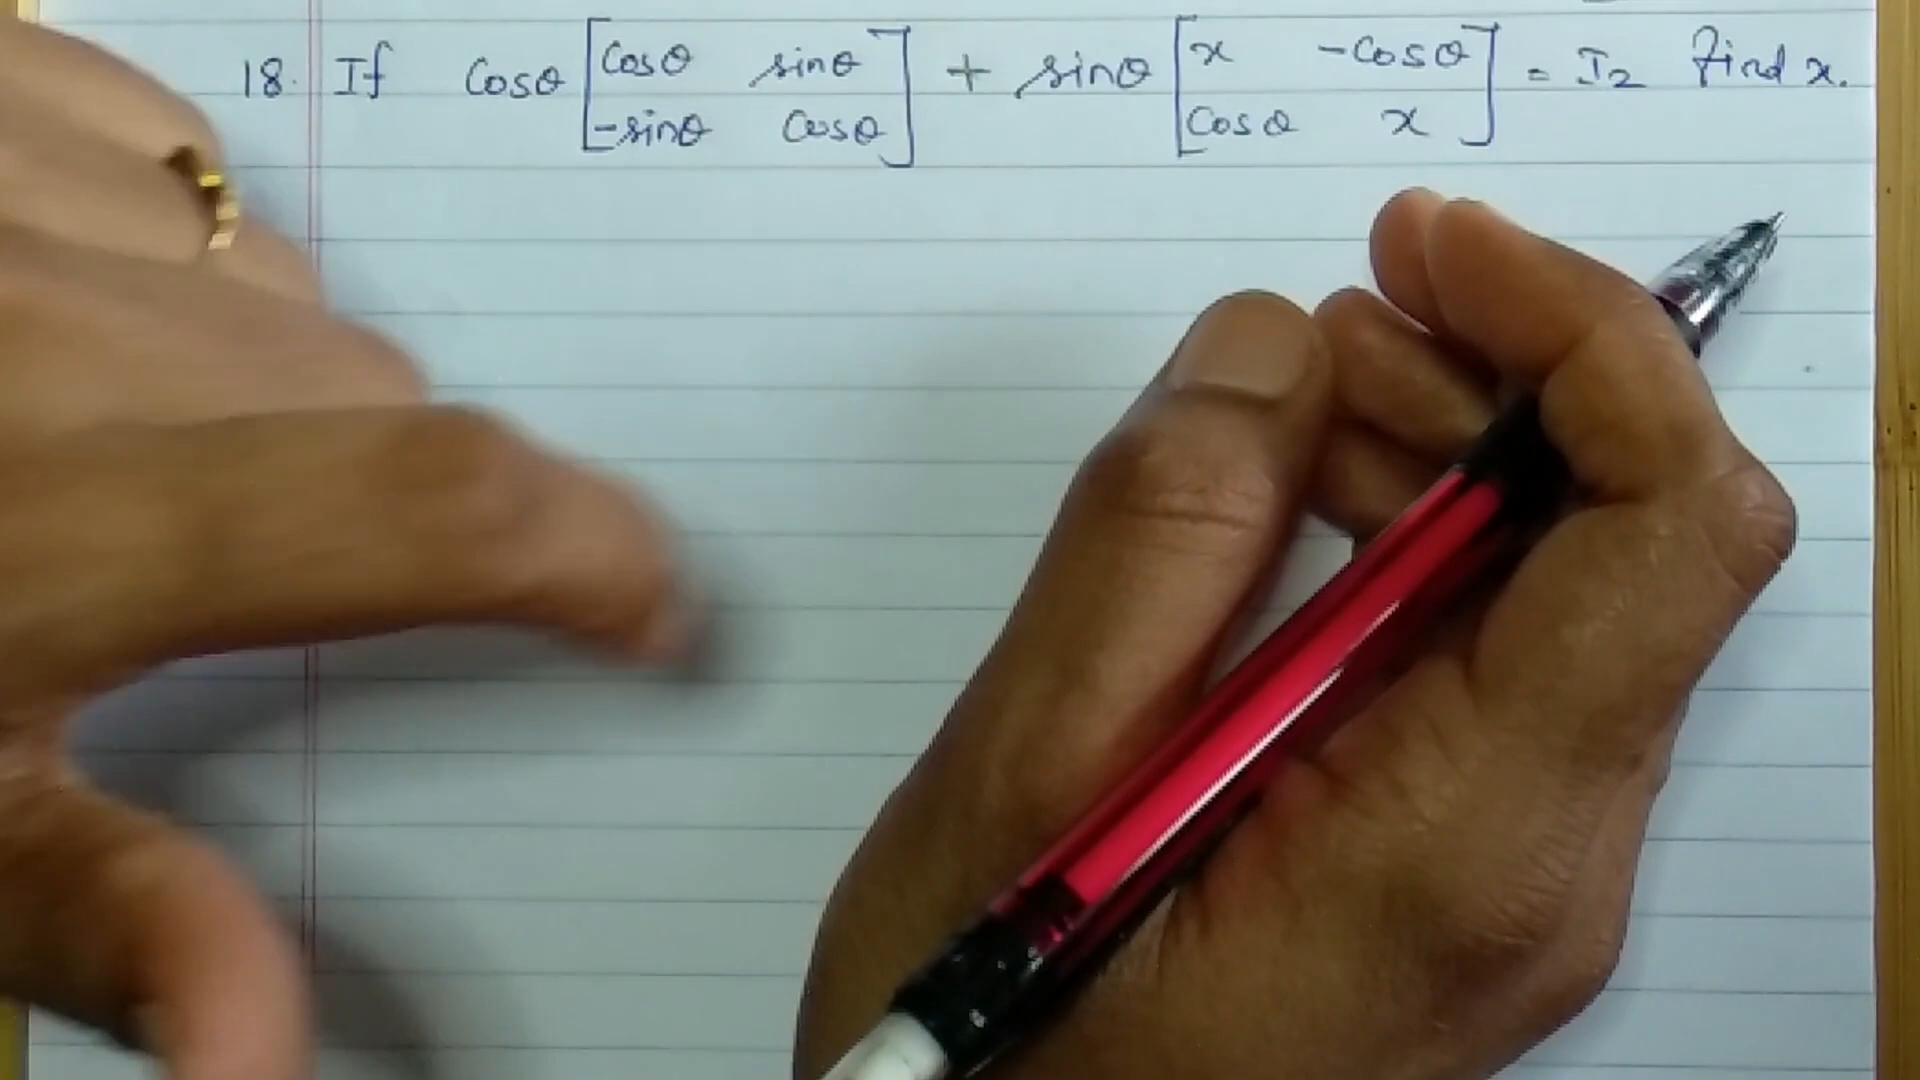 18. If Cosθ [cosθ sinθ] + sinθ [x -cosθ] = I₂ find x.
[-sinθ cosθ] [cosθ x]